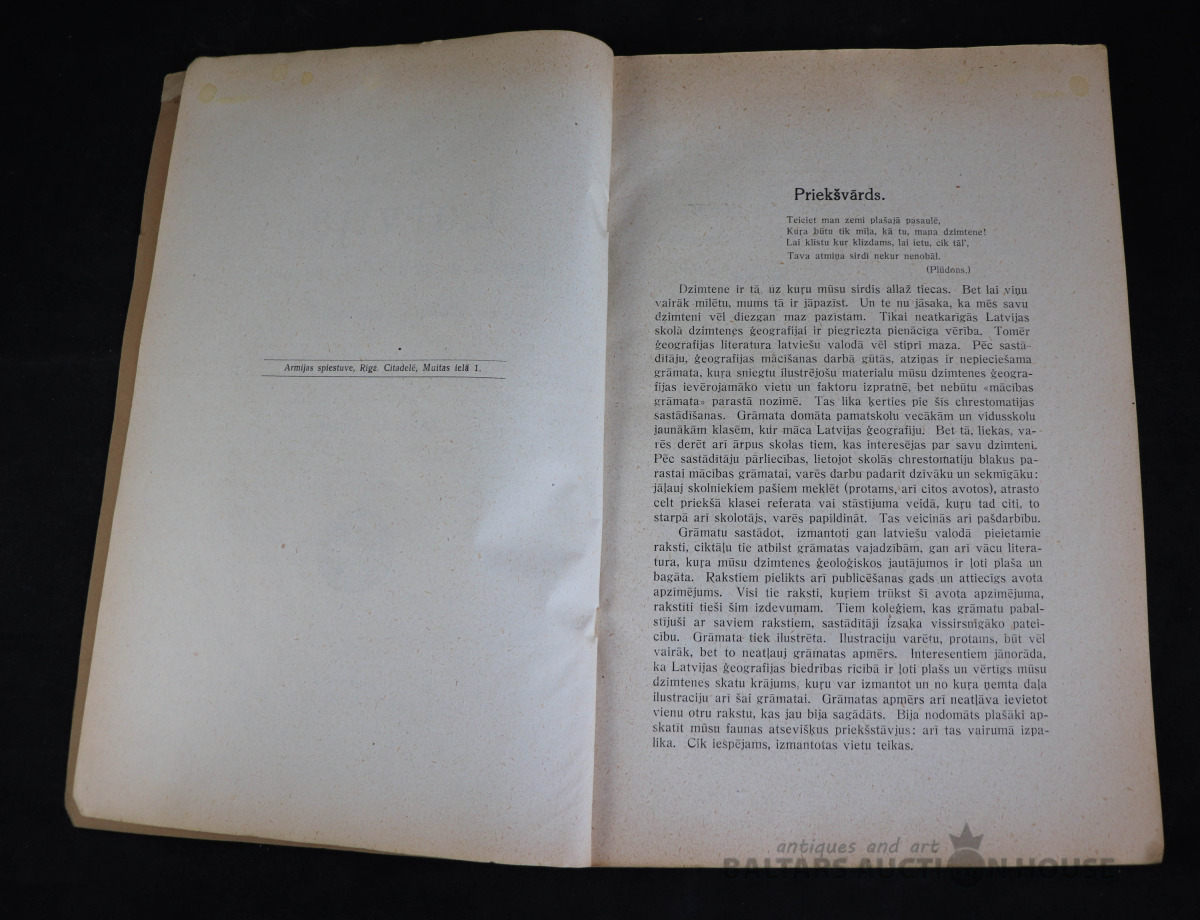 Armijas spiestuve, Rīgā. Citadelē, Muitas ielā 1.
Priekšvārds.
Teiciet man zemi plašajā pasaulē,
Kuŗa būtu tik mīļa, kā tu, mana dzimtene!
Lai klīstu kur klīzdams, lai ietu, cik tāl',
Tava atmiņa sirdī nekur nenobāl.
(Plūdons.)
Dzimtene ir tā, uz kuŗu mūsu sirdis allaž tiecas. Bet lai viņu
vairāk mīlētu, mums tā ir jāpazīst. Un te nu jāsaka, ka mēs savu
dzimteni vēl diezgan maz pazīstam. Tikai neatkarīgās Latvijas
skolā dzimtenes ģeografijai ir piegriezta pienācīga vērība. Tomēr
ģeografijas literatura latviešu valodā vēl stipri maza. Pēc sastā-
dītāju, ģeografijas mācīšanas darbā gūtās, atziņas ir nepieciešama
grāmata, kuŗa sniegtu ilustrējošu materialu mūsu dzimtenes ģeogra-
fijas ievērojamāko vietu un faktoru izpratnē, bet nebūtu «mācības
grāmata» parastā nozīmē. Tas lika ķerties pie šīs chrestomatijas
sastādīšanas. Grāmata domāta pamatskolu vecākām un vidusskolu
jaunākām klasēm, kur māca Latvijas ģeografiju. Bet tā, liekas, va-
rēs derēt arī ārpus skolas tiem, kas interesējas par savu dzimteni.
Pēc sastādītāju pārliecības, lietojot skolās chrestomatiju blakus pa-
rastai mācības grāmatai, varēs darbu padarīt dzīvāku un sekmīgāku:
jāļauj skolniekiem pašiem meklēt (protams, arī citos avotos), atrasto
celt priekšā klasei referata vai stāstījuma veidā, kuŗu tad citi, to
starpā arī skolotājs, varēs papildināt. Tas veicinās arī pašdarbību.
Grāmatu sastādot, izmantoti gan latviešu valodā pieietamie
raksti, ciktāļu tie atbilst grāmatas vajadzībām, gan arī vācu litera-
tura, kuŗa mūsu dzimtenes ģeoloģiskos jautājumos ir ļoti plaša un
bagāta. Rakstiem pielikts arī publicēšanas gads un attiecīgs avota
apzīmējums. Visi tie raksti, kuŗiem trūkst šī avota apzīmējuma,
rakstīti tieši šim izdevumam. Tiem koleģiem, kas grāmatu pabal-
stījuši ar saviem rakstiem, sastādītāji izsaka vissirsnīgāko patei-
cību. Grāmata tiek ilustrēta. Ilustraciju varētu, protams, būt vēl
vairāk, bet to neatļauj grāmatas apmērs. Interesentiem jānorāda,
ka Latvijas ģeografijas biedrības rīcībā ir ļoti plašs un vērtīgs mūsu
dzimtenes skatu krājums, kuŗu var izmantot un no kuŗa ņemta daļa
ilustraciju arī šai grāmatai. Grāmatas apmērs arī neatļāva ievietot
vienu otru rakstu, kas jau bija sagādāts. Bija nodomāts plašāki ap-
skatīt mūsu faunas atsevišķus priekšstāvjus: arī tas vairumā izpa-
lika. Cik iespējams, izmantotas vietu teikas.
antiques and art
BALTARS AUCTION HOUSE